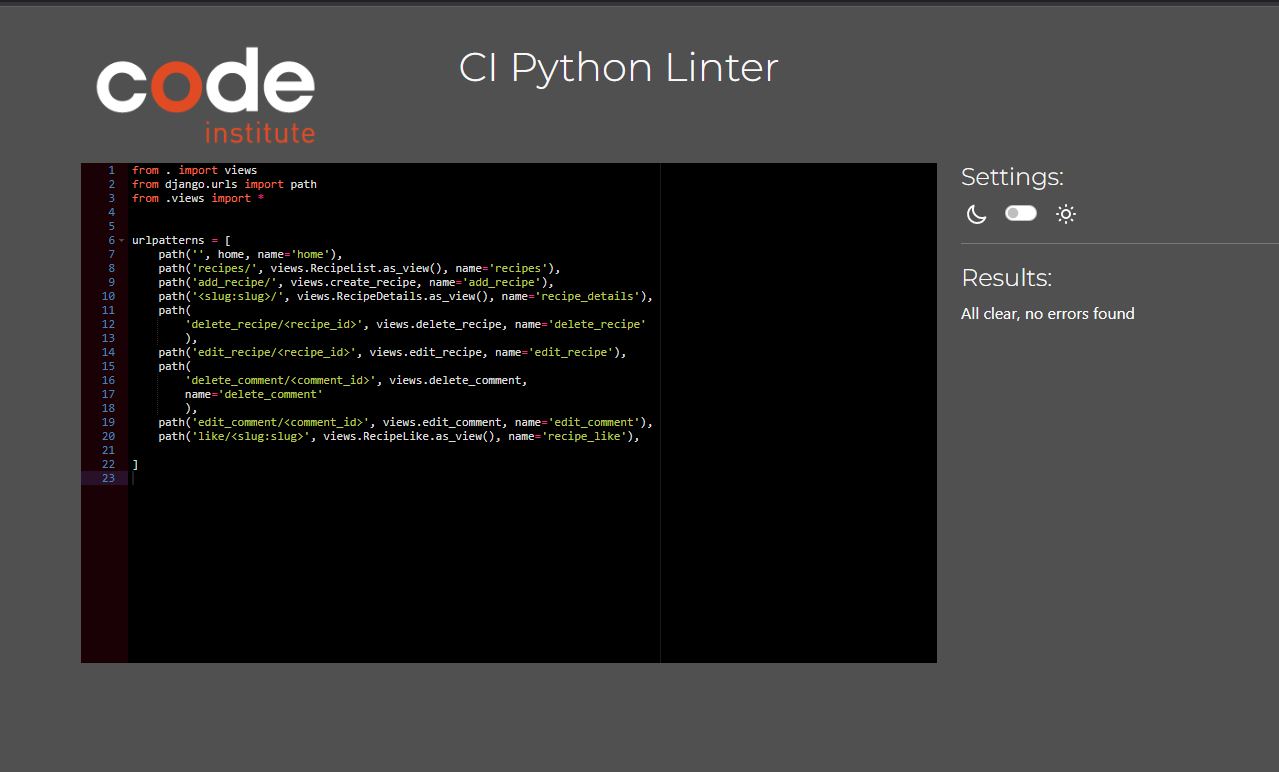 code
institute
CI Python Linter
1 from . import views
2 from django.urls import path
3 from .views import *
4
5
6 urlpatterns = [
7     path('', home, name='home'),
8     path('recipes/', views.RecipeList.as_view(), name='recipes'),
9     path('add_recipe/', views.create_recipe, name='add_recipe'),
10     path('<slug:slug>/', views.RecipeDetails.as_view(), name='recipe_details'),
11     path(
12         'delete_recipe/<recipe_id>', views.delete_recipe, name='delete_recipe'
13         ),
14     path('edit_recipe/<recipe_id>', views.edit_recipe, name='edit_recipe'),
15     path(
16         'delete_comment/<comment_id>', views.delete_comment,
17         name='delete_comment'
18         ),
19     path('edit_comment/<comment_id>', views.edit_comment, name='edit_comment'),
20     path('like/<slug:slug>', views.RecipeLike.as_view(), name='recipe_like'),
21
22 ]
23
Settings:
Results:
All clear, no errors found